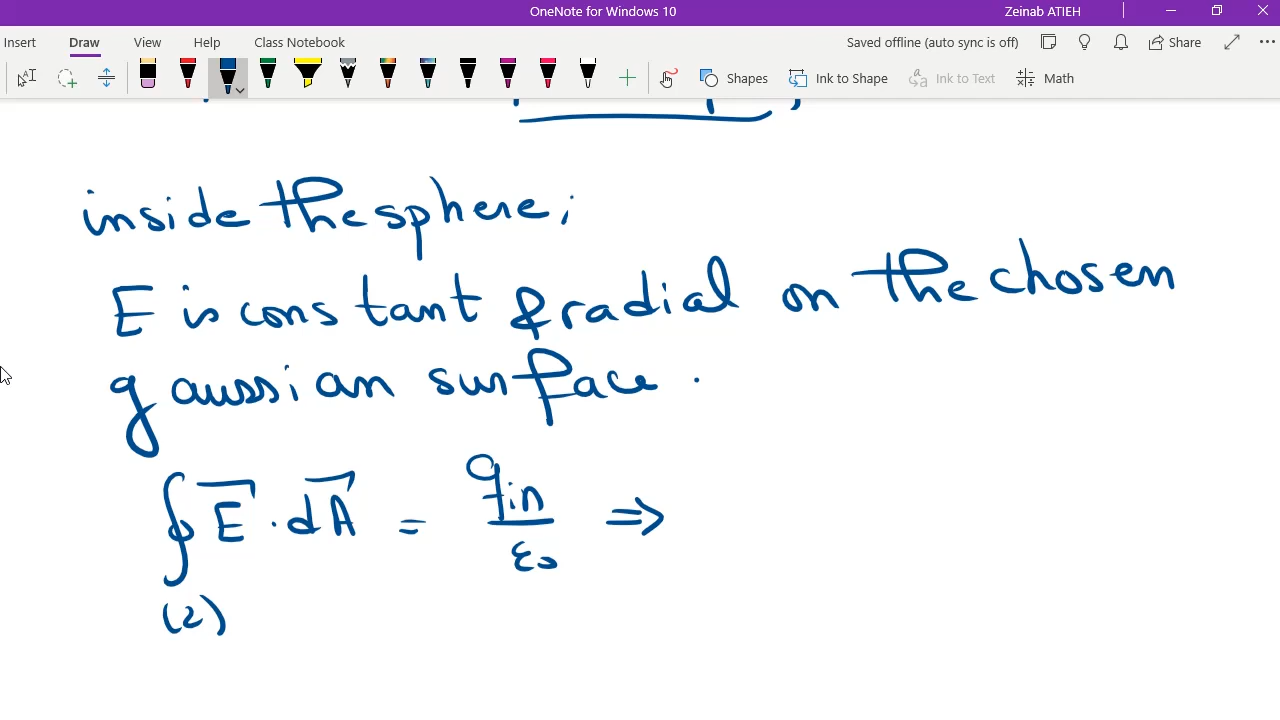 OneNote for Windows 10
Zeinab ATIEH
Insert Draw View Help Class Notebook
Saved offline (auto sync is off) Share
Shapes Ink to Shape Ink to Text Math
inside the sphere;
E is constant & radial on the chosen
gaussian surface.
∮ E⃗ · dA⃗ = qin/ε₀ ⇒
(2)